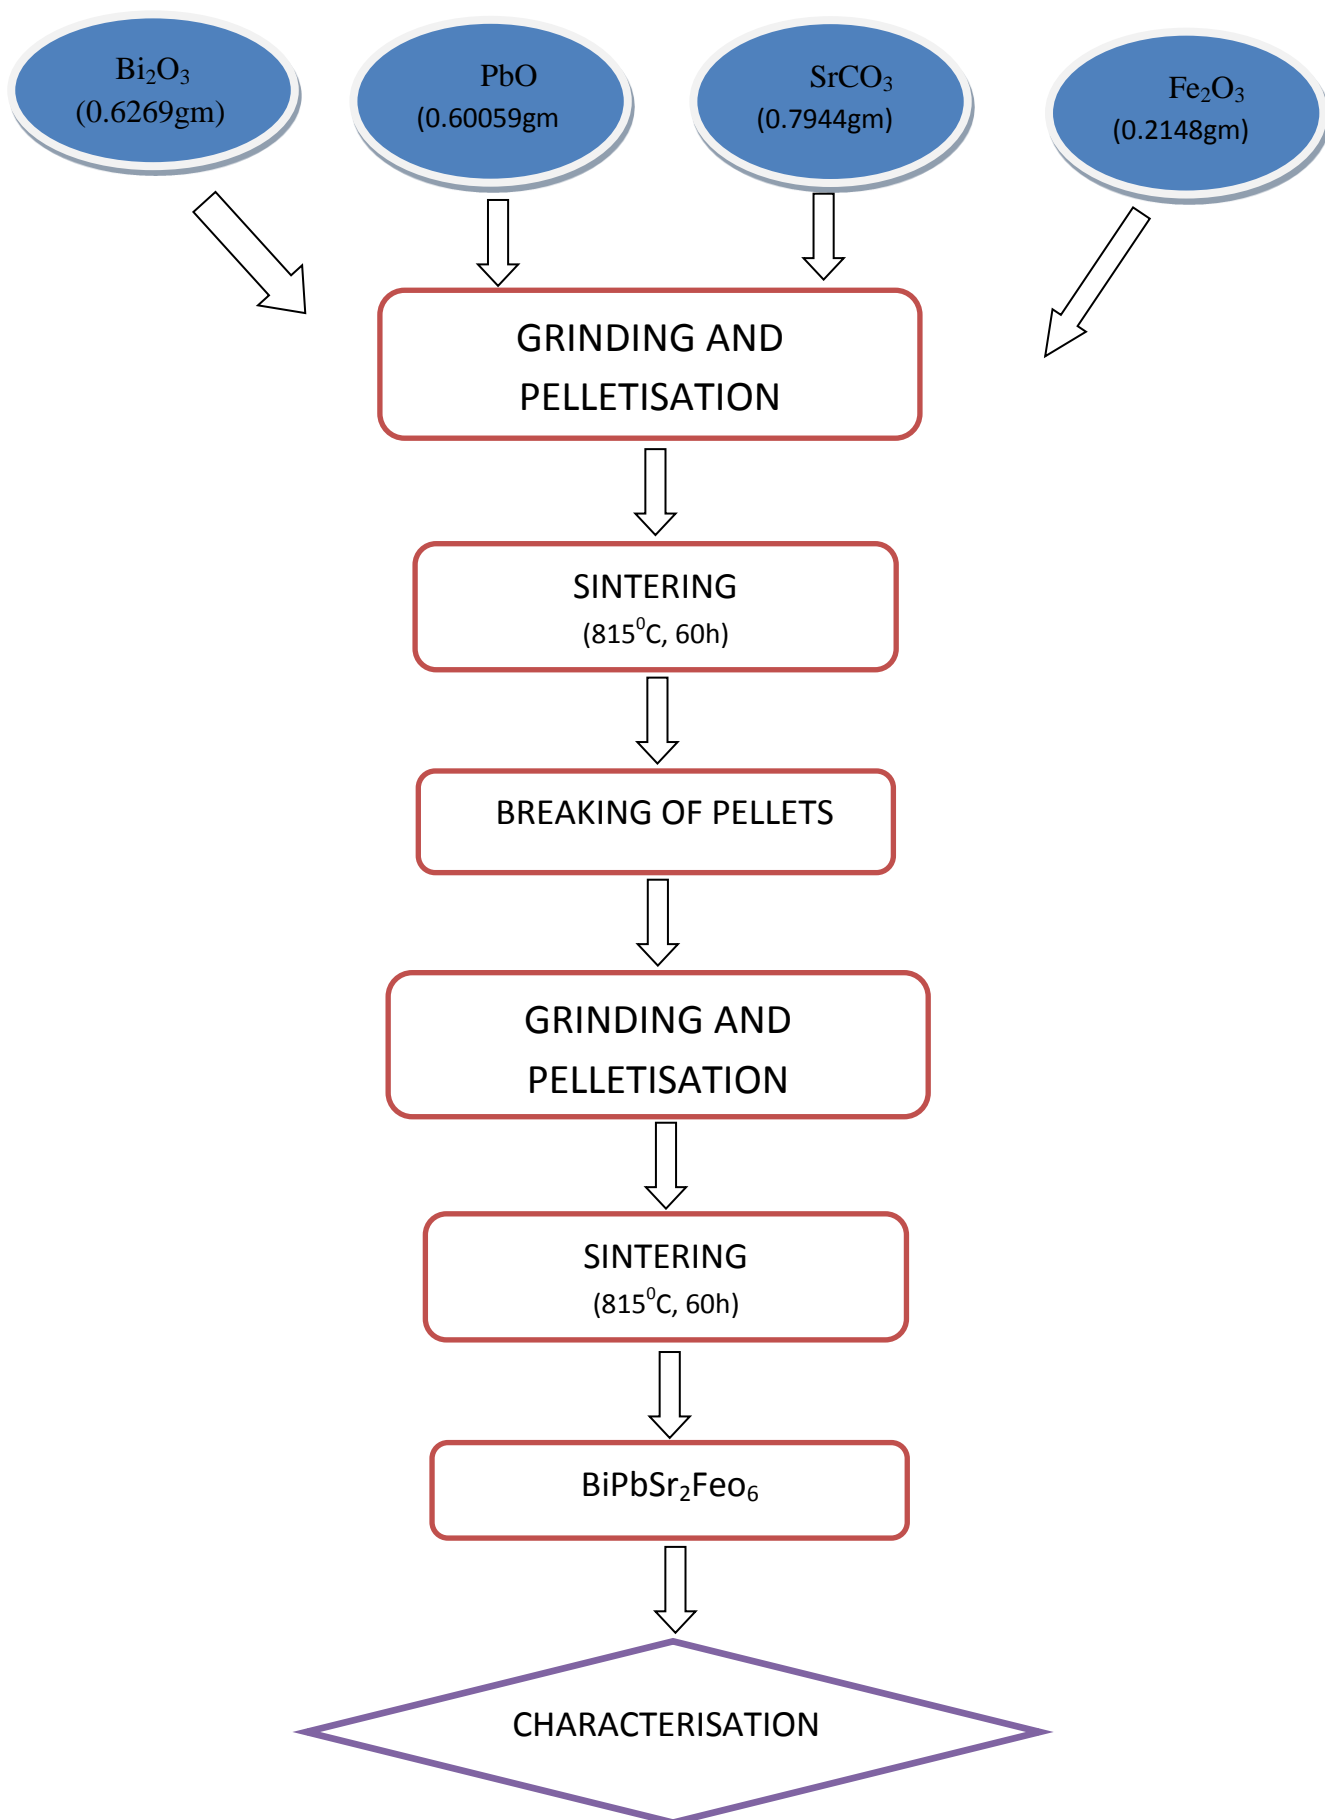 Bi₂O₃
(0.6269gm)
PbO
(0.60059gm
SrCO₃
(0.7944gm)
Fe₂O₃
(0.2148gm)
GRINDING AND
PELLETISATION
SINTERING
(815⁰C, 60h)
BREAKING OF PELLETS
GRINDING AND
PELLETISATION
SINTERING
(815⁰C, 60h)
BiPbSr₂Feo₆
CHARACTERISATION